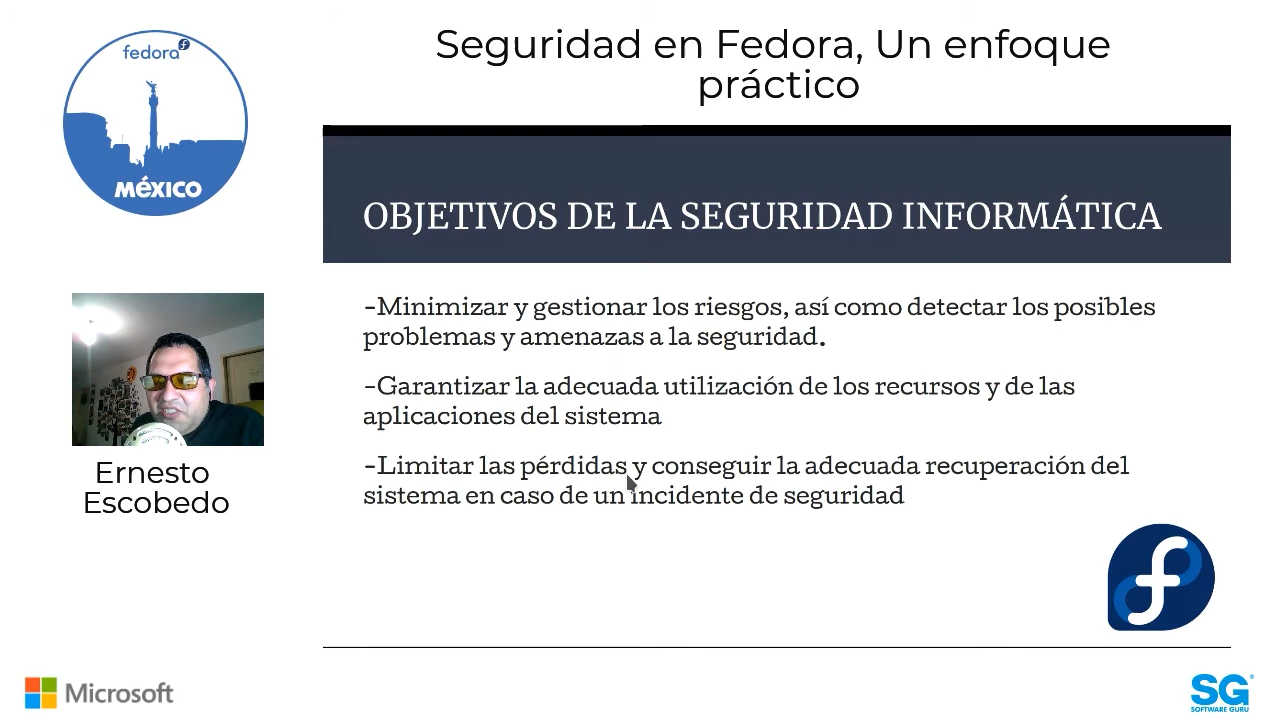 fedora
MÉXICO
Seguridad en Fedora, Un enfoque
práctico
OBJETIVOS DE LA SEGURIDAD INFORMÁTICA
-Minimizar y gestionar los riesgos, así como detectar los posibles
problemas y amenazas a la seguridad.
-Garantizar la adecuada utilización de los recursos y de las
aplicaciones del sistema
-Limitar las pérdidas y conseguir la adecuada recuperación del
sistema en caso de un incidente de seguridad
Ernesto
Escobedo
Microsoft
SG
SOFTWARE GURU